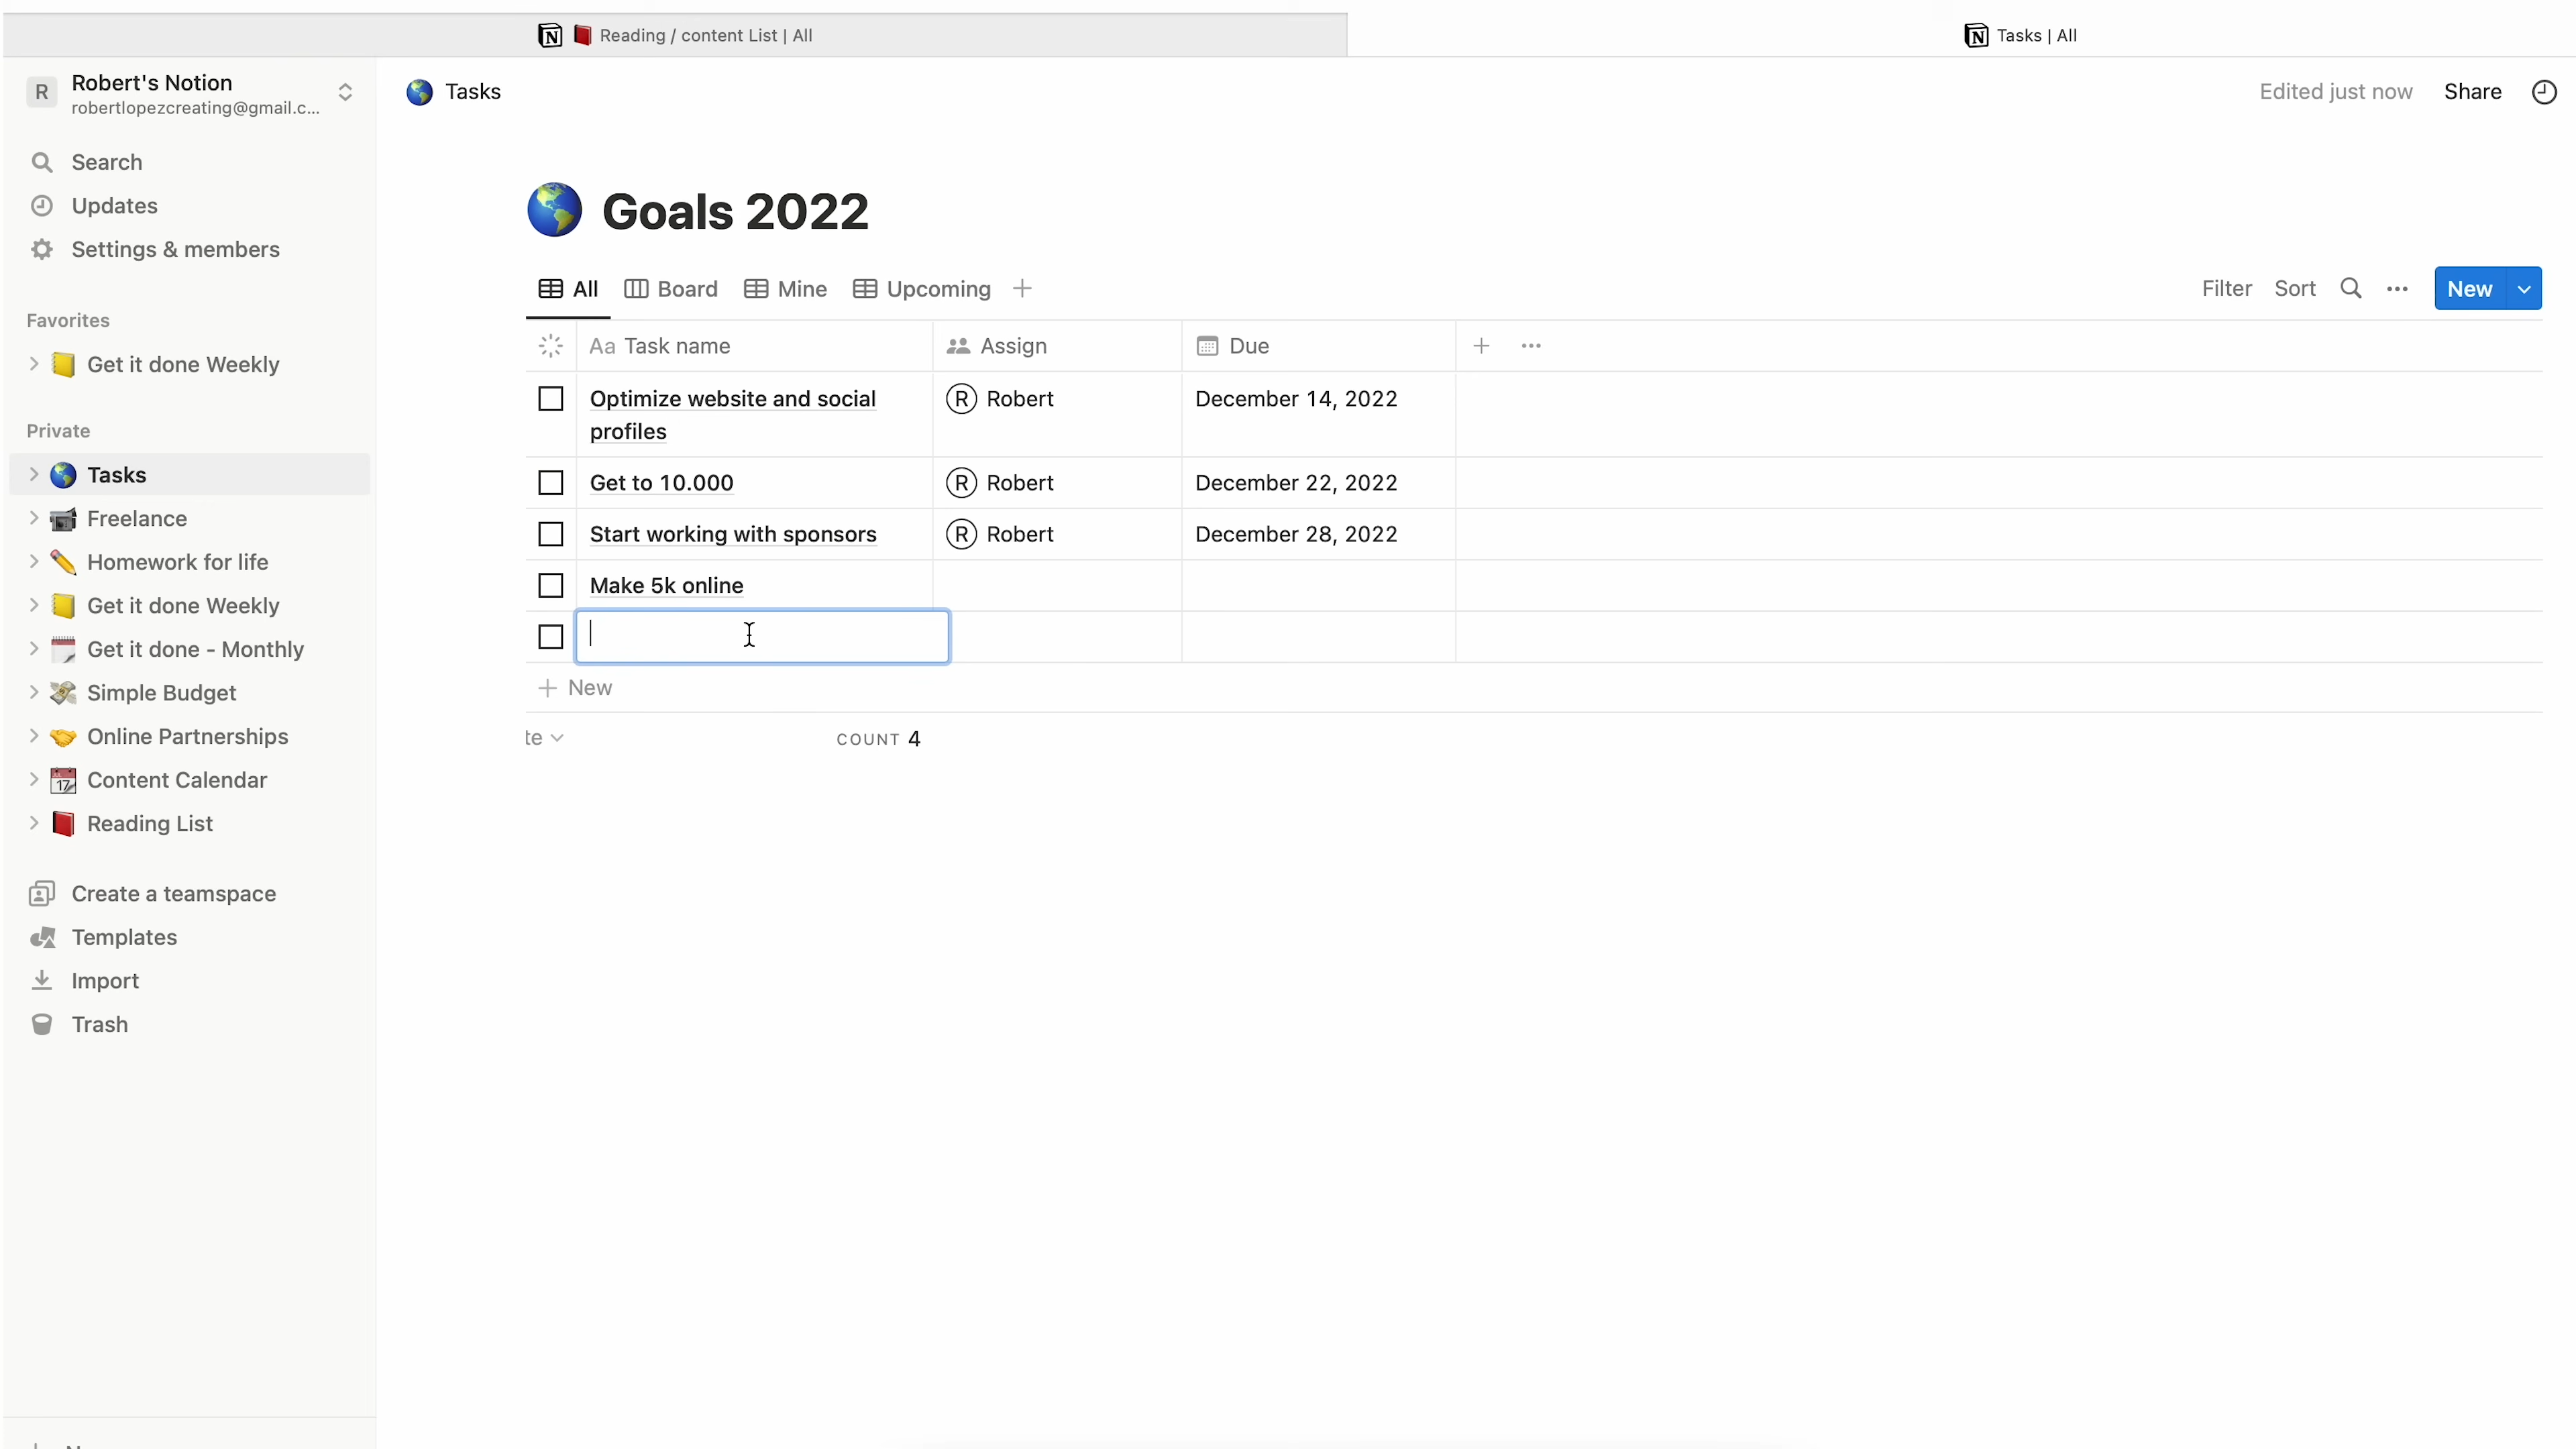 Reading / content List | All
Tasks | All
R
Robert's Notion
robertlopezcreating@gmail.c...
Search
Updates
Settings & members
Favorites
Get it done Weekly
Private
Tasks
Freelance
Homework for life
Get it done Weekly
Get it done - Monthly
Simple Budget
Online Partnerships
17
Content Calendar
Reading List
Create a teamspace
Templates
Import
Trash
Tasks
Edited just now
Share
Goals 2022
All
Board
Mine
Upcoming
Filter
Sort
New
Aa Task name
Assign
Due
Optimize website and social
profiles
R Robert
December 14, 2022
Get to 10.000
R Robert
December 22, 2022
Start working with sponsors
R Robert
December 28, 2022
Make 5k online
+ New
te
COUNT 4